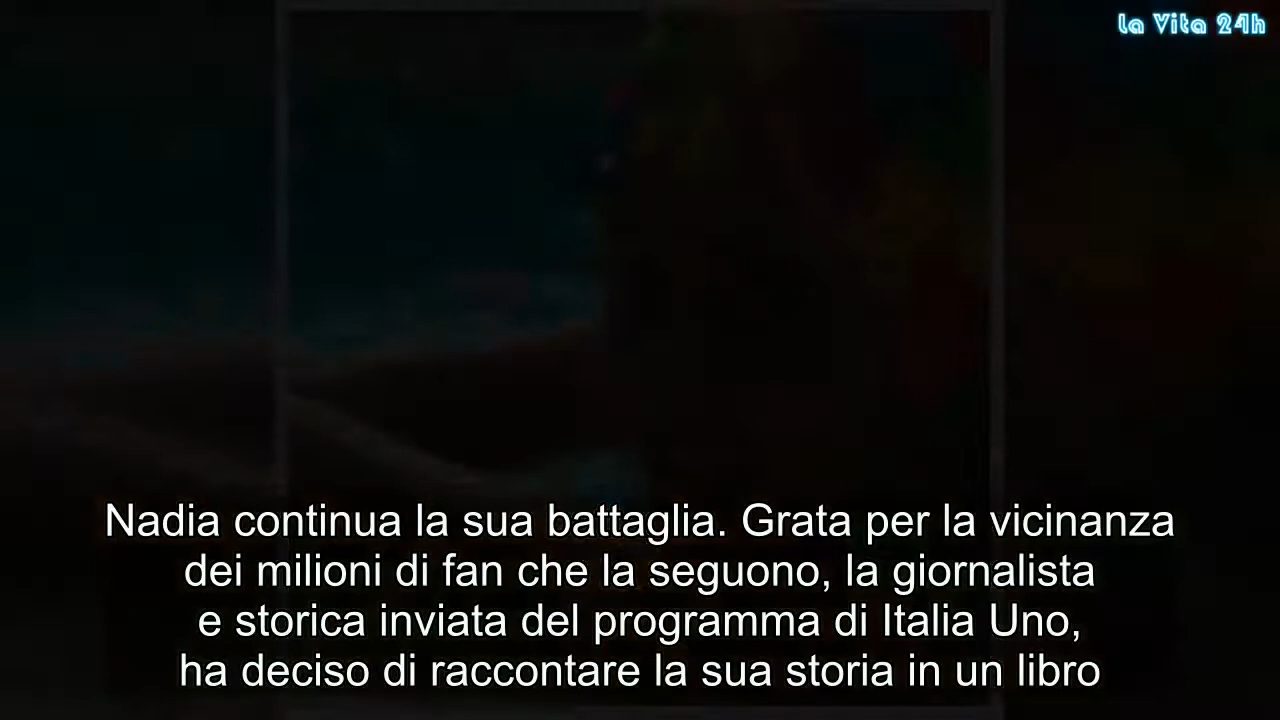 La Vita 24h
Nadia continua la sua battaglia. Grata per la vicinanza
dei milioni di fan che la seguono, la giornalista
e storica inviata del programma di Italia Uno,
ha deciso di raccontare la sua storia in un libro